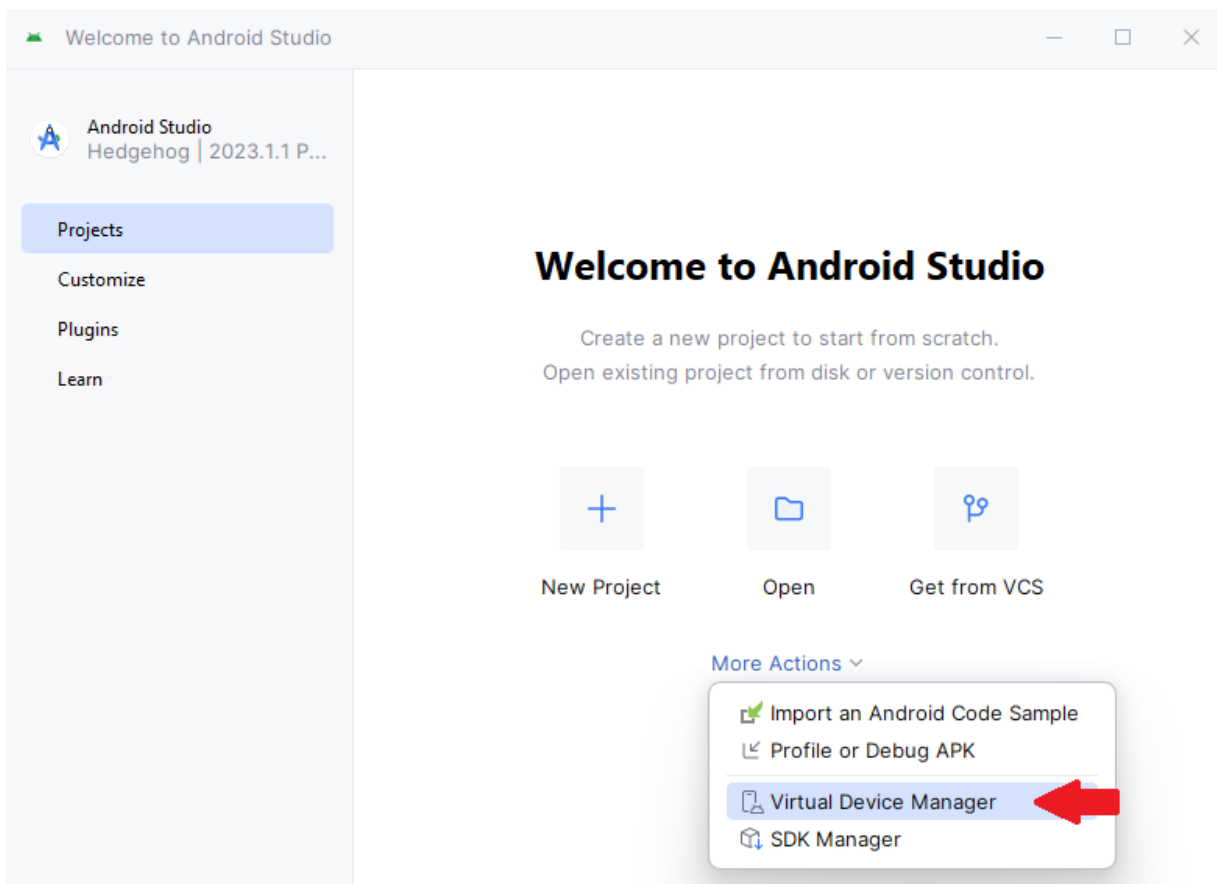 Welcome to Android Studio
Android Studio
Hedgehog | 2023.1.1 P...
Projects
Customize
Plugins
Learn
Welcome to Android Studio
Create a new project to start from scratch.
Open existing project from disk or version control.
New Project
Open
Get from VCS
More Actions
Import an Android Code Sample
Profile or Debug APK
Virtual Device Manager
SDK Manager